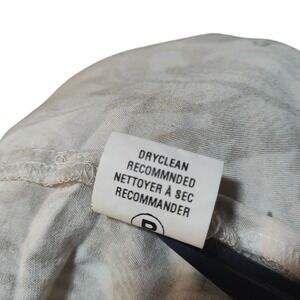 DRYCLEAN
RECOMMNDED
NETTOYER À SEC
RECOMMANDER
P